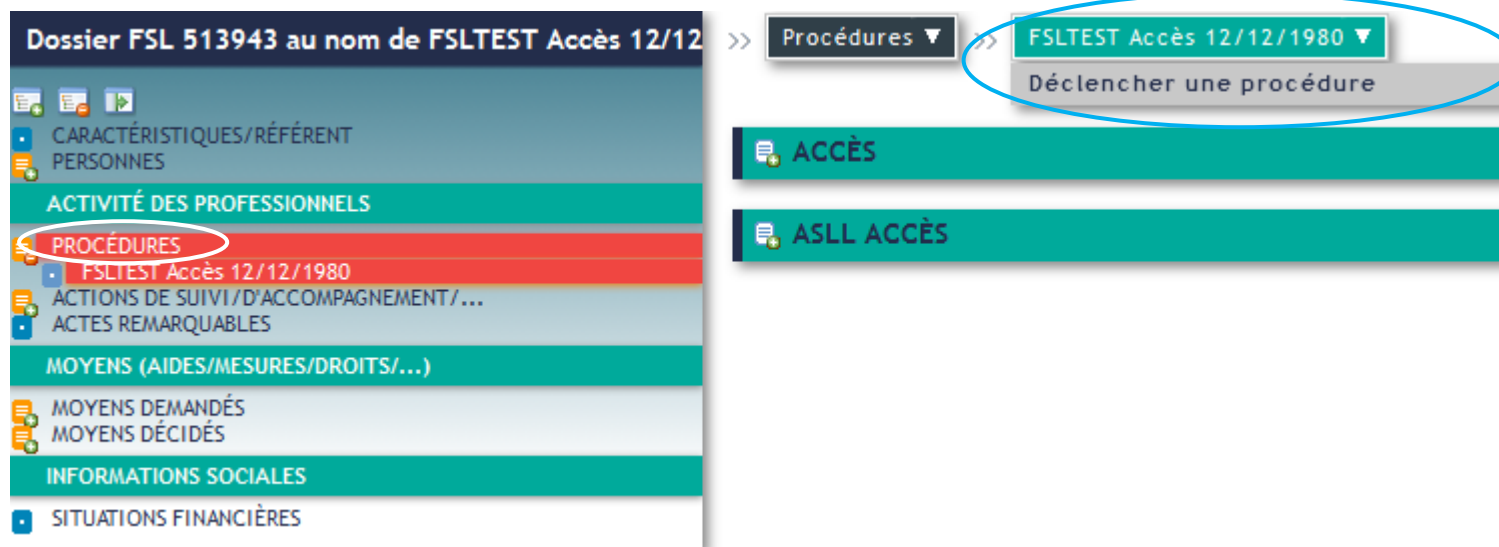 Dossier FSL 513943 au nom de FSLTEST Accès 12/12
CARACTÉRISTIQUES/RÉFÉRENT
PERSONNES
ACTIVITÉ DES PROFESSIONNELS
PROCÉDURES
FSLTEST Accès 12/12/1980
ACTIONS DE SUIVI/D'ACCOMPAGNEMENT/...
ACTES REMARQUABLES
MOYENS (AIDES/MESURES/DROITS/...)
MOYENS DEMANDÉS
MOYENS DÉCIDÉS
INFORMATIONS SOCIALES
SITUATIONS FINANCIÈRES
>> Procédures ▼ >> FSLTEST Accès 12/12/1980 ▼
Déclencher une procédure
ACCÈS
ASLL ACCÈS